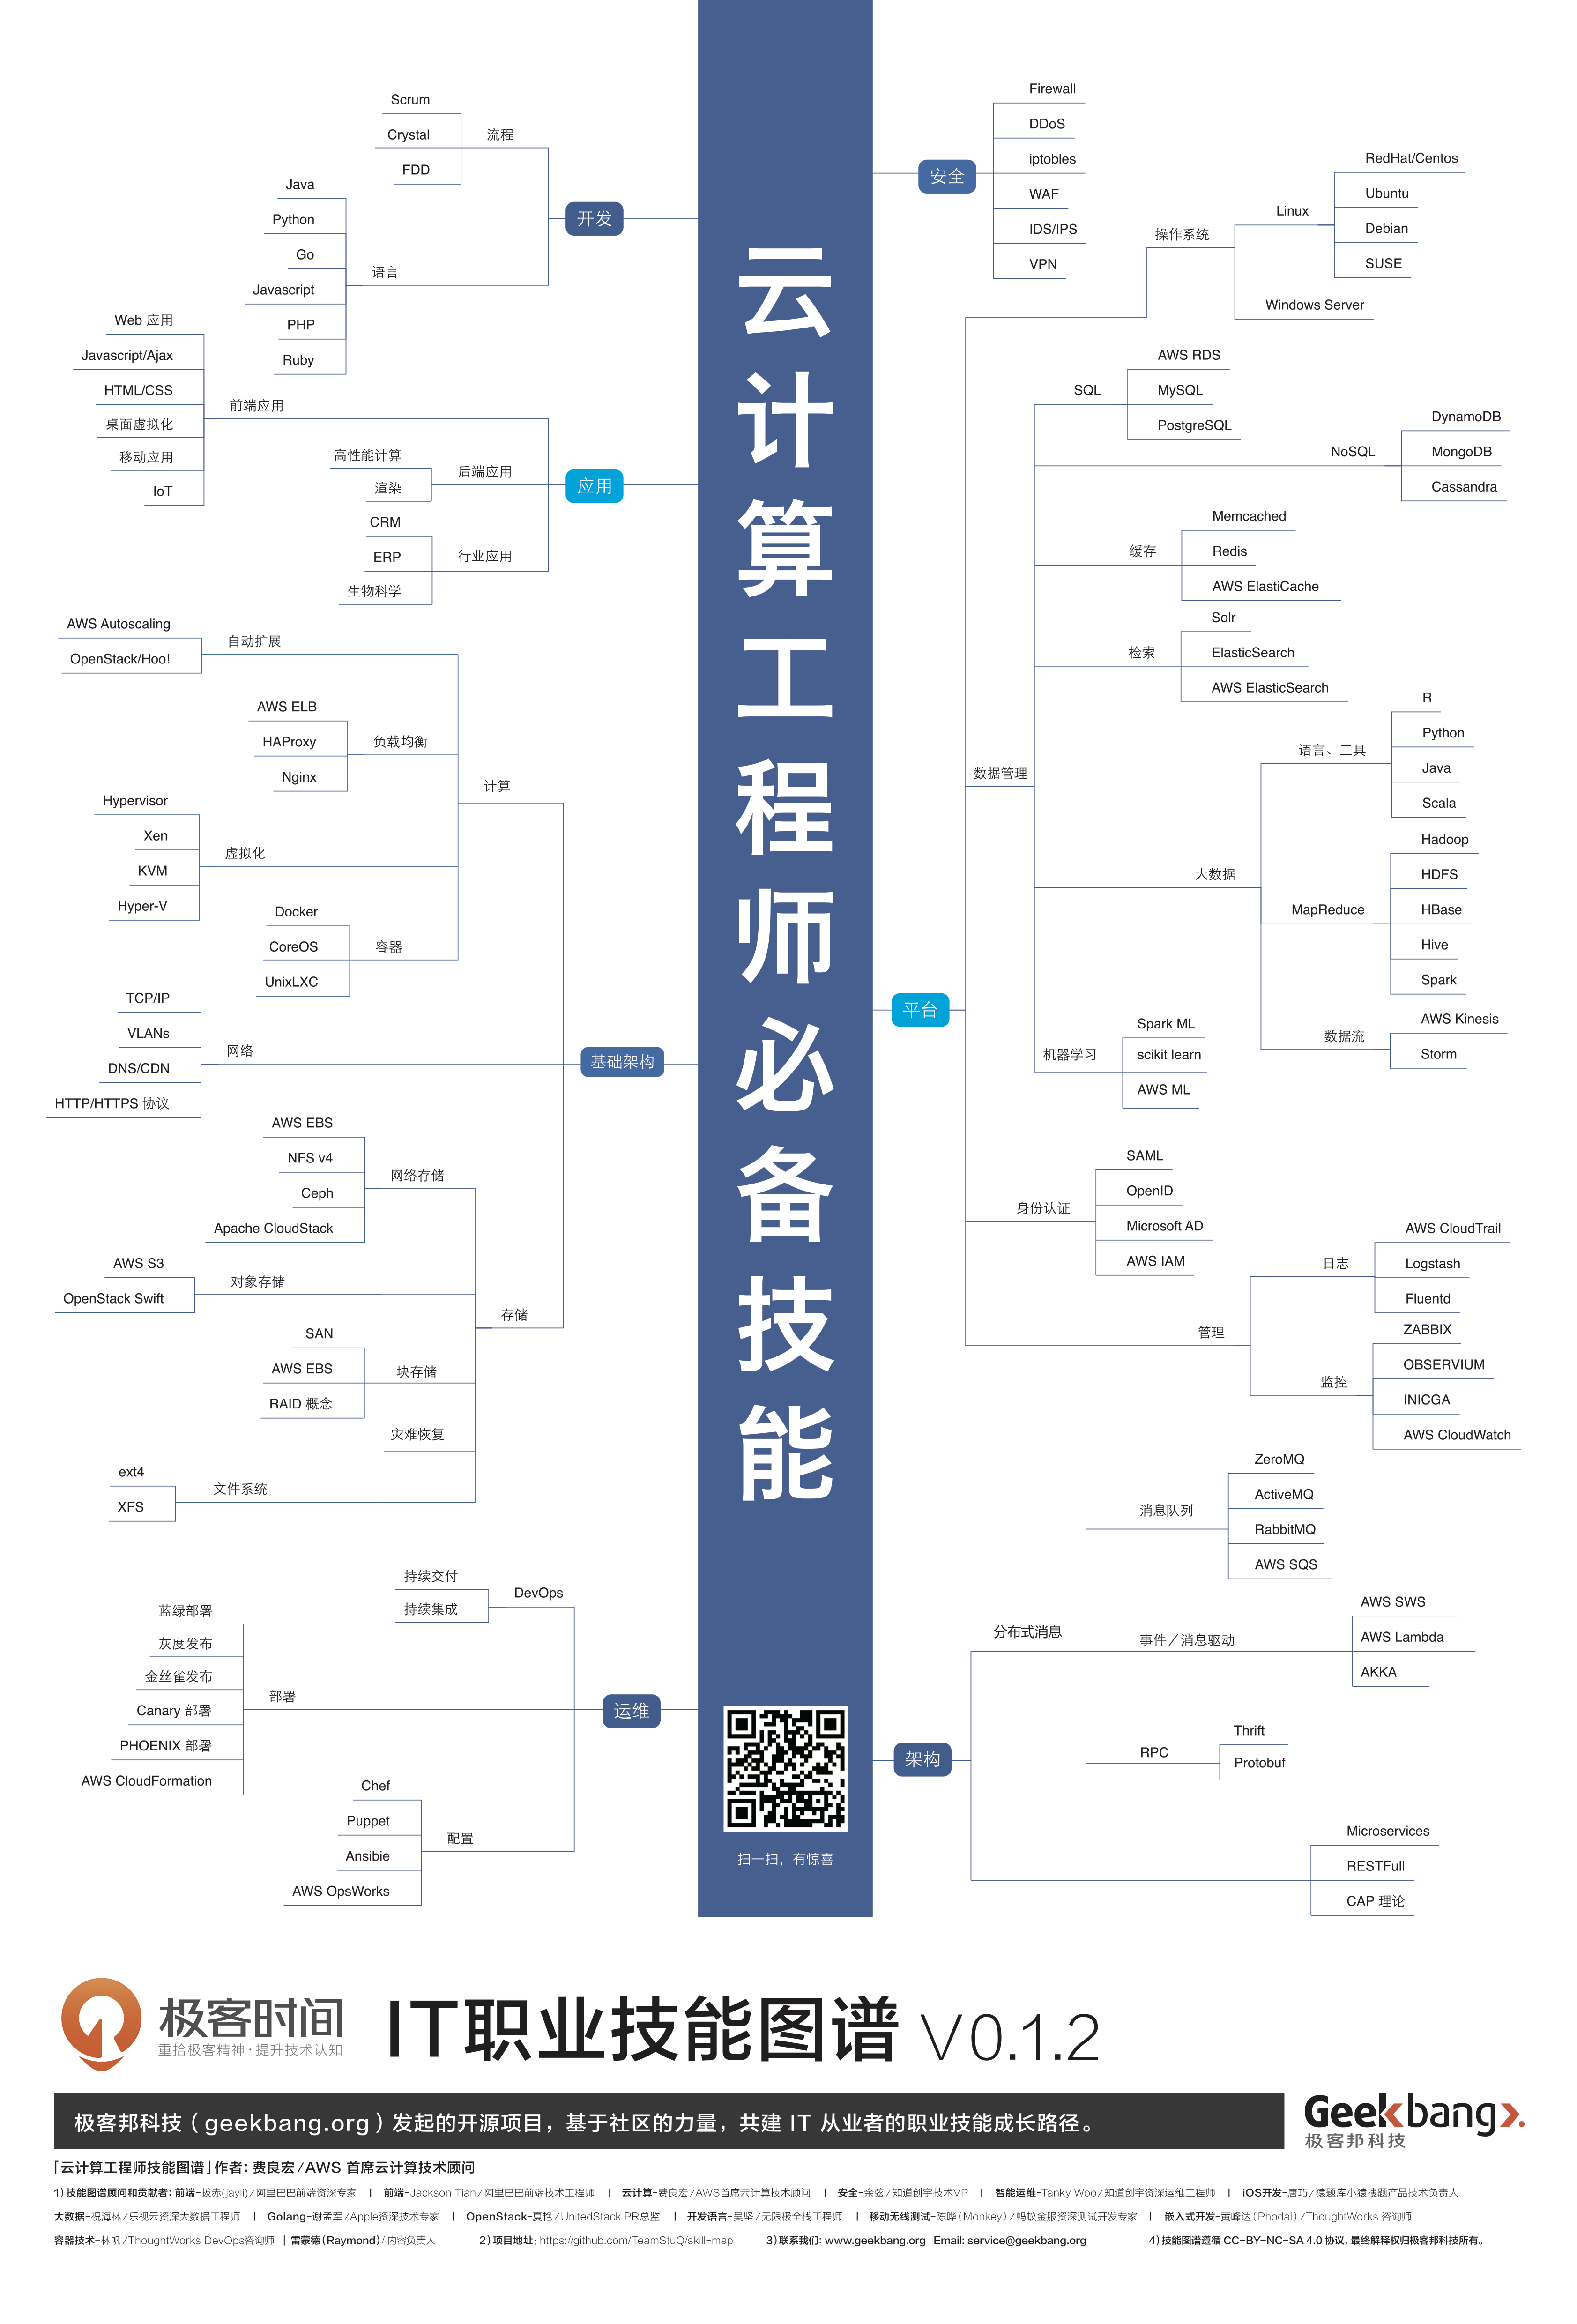 云计算工程师必备技能
扫一扫，有惊喜
开发
流程
Scrum
Crystal
FDD
语言
Java
Python
Go
Javascript
PHP
Ruby
应用
前端应用
Web 应用
Javascript/Ajax
HTML/CSS
桌面虚拟化
移动应用
IoT
后端应用
高性能计算
渲染
行业应用
CRM
ERP
生物科学
基础架构
计算
自动扩展
AWS Autoscaling
OpenStack/Hoo!
负载均衡
AWS ELB
HAProxy
Nginx
虚拟化
Hypervisor
Xen
KVM
Hyper-V
容器
Docker
CoreOS
UnixLXC
网络
TCP/IP
VLANs
DNS/CDN
HTTP/HTTPS 协议
存储
网络存储
AWS EBS
NFS v4
Ceph
Apache CloudStack
对象存储
AWS S3
OpenStack Swift
块存储
SAN
AWS EBS
RAID 概念
灾难恢复
文件系统
ext4
XFS
运维
DevOps
持续交付
持续集成
部署
蓝绿部署
灰度发布
金丝雀发布
Canary 部署
PHOENIX 部署
AWS CloudFormation
配置
Chef
Puppet
Ansibie
AWS OpsWorks
安全
Firewall
DDoS
iptobles
WAF
IDS/IPS
VPN
平台
操作系统
Linux
RedHat/Centos
Ubuntu
Debian
SUSE
Windows Server
数据管理
SQL
AWS RDS
MySQL
PostgreSQL
NoSQL
DynamoDB
MongoDB
Cassandra
缓存
Memcached
Redis
AWS ElastiCache
检索
Solr
ElasticSearch
AWS ElasticSearch
大数据
语言、工具
R
Python
Java
Scala
MapReduce
Hadoop
HDFS
HBase
Hive
Spark
数据流
AWS Kinesis
Storm
机器学习
Spark ML
scikit learn
AWS ML
身份认证
SAML
OpenID
Microsoft AD
AWS IAM
管理
日志
AWS CloudTrail
Logstash
Fluentd
监控
ZABBIX
OBSERVIUM
INICGA
AWS CloudWatch
架构
分布式消息
消息队列
ZeroMQ
ActiveMQ
RabbitMQ
AWS SQS
事件／消息驱动
AWS SWS
AWS Lambda
AKKA
RPC
Thrift
Protobuf
Microservices
RESTFull
CAP 理论
极客时间
重拾极客精神·提升技术认知
IT职业技能图谱 V0.1.2
极客邦科技（geekbang.org）发起的开源项目，基于社区的力量，共建 IT 从业者的职业技能成长路径。
Geekbang>.
极客邦科技
「云计算工程师技能图谱」作者：费良宏/AWS 首席云计算技术顾问
1）技能图谱顾问和贡献者：前端-拔赤(jayli)/阿里巴巴前端资深专家 | 前端-Jackson Tian/阿里巴巴前端技术工程师 | 云计算-费良宏/AWS首席云计算技术顾问 | 安全-余弦/知道创宇技术VP | 智能运维-Tanky Woo/知道创宇资深运维工程师 | iOS开发-唐巧/猿题库小猿搜题产品技术负责人
大数据-祝海林/乐视云资深大数据工程师 | Golang-谢孟军/Apple资深技术专家 | OpenStack-夏艳/UnitedStack PR总监 | 开发语言-吴坚/无限极全栈工程师 | 移动无线测试-陈晔（Monkey）/蚂蚁金服资深测试开发专家 | 嵌入式开发-黄峰达（Phodal）/ThoughtWorks 咨询师
容器技术-林帆/ThoughtWorks DevOps咨询师 | 雷蒙德（Raymond）/内容负责人 2）项目地址：https://github.com/TeamStuQ/skill-map 3）联系我们：www.geekbang.org Email: service@geekbang.org 4）技能图谱遵循 CC-BY-NC-SA 4.0 协议，最终解释权归极客邦科技所有。